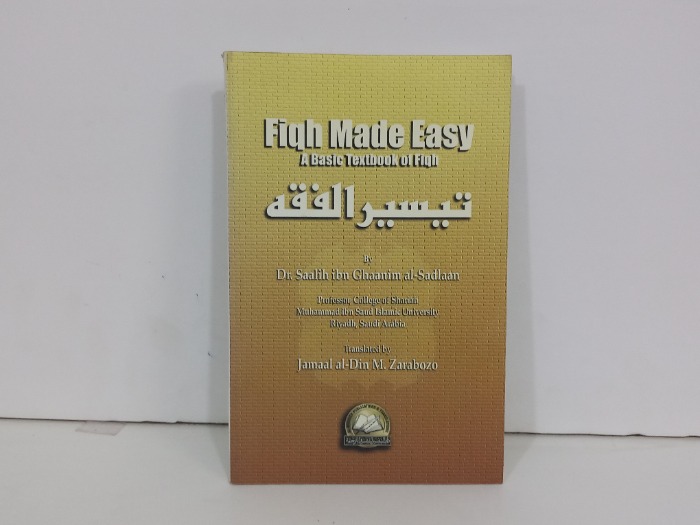 Fiqh Made Easy
A Basic Textbook of Fiqh
تيسير الفقه
By
Dr. Saalih ibn Ghaanim al-Sadlaan
Professor, College of Shariah
Muhammad ibn Saud Islamic University
Riyadh, Saudi Arabia
Translated by
Jamaal al-Din M. Zarabozo